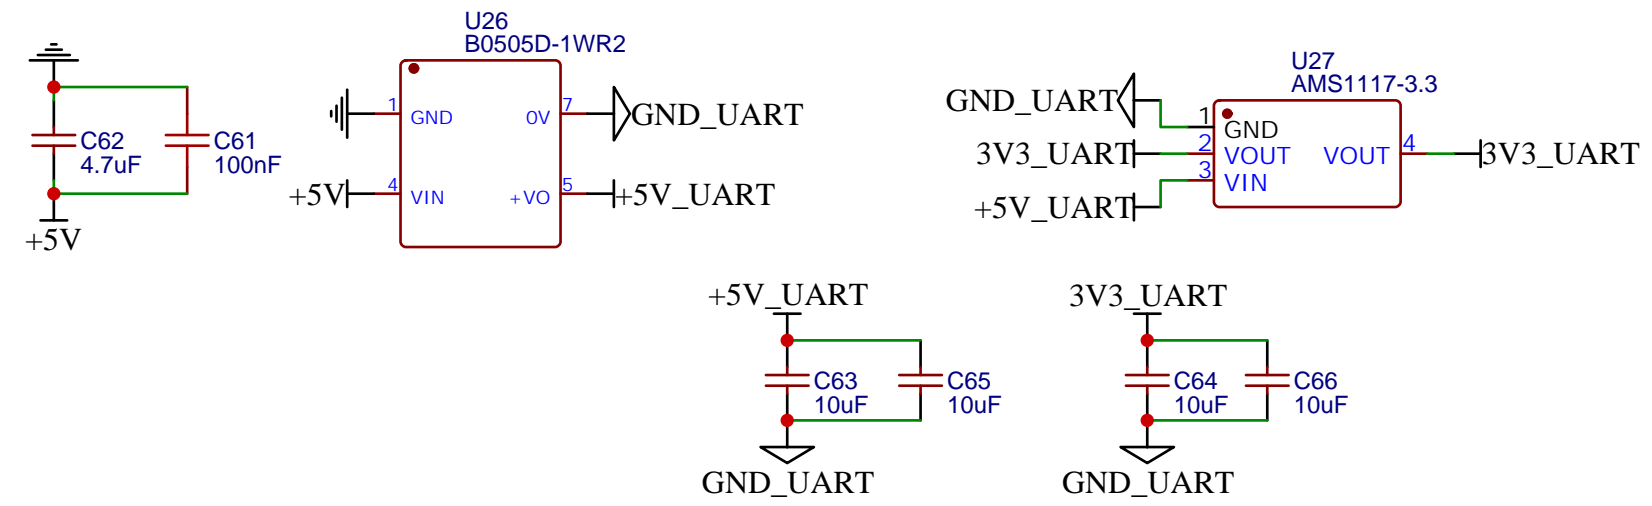 C62
4.7uF
C61
100nF
+5V
U26
B0505D-1WR2
1
GND
0V
7
GND_UART
+5V
4
VIN
+VO
5
+5V_UART
U27
AMS1117-3.3
GND_UART
1
GND
3V3_UART
2
VOUT
VOUT
4
3V3_UART
+5V_UART
3
VIN
+5V_UART
C63
10uF
C65
10uF
GND_UART
3V3_UART
C64
10uF
C66
10uF
GND_UART